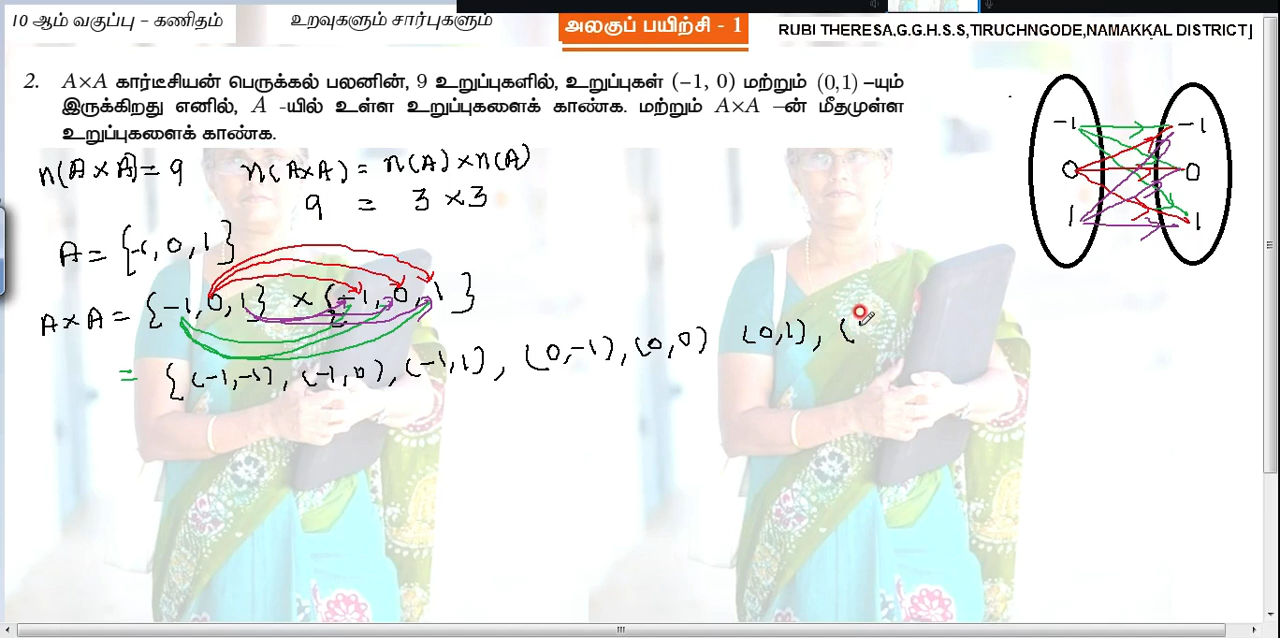 10 ஆம் வகுப்பு – கணிதம் உறவுகளும் சார்புகளும் அலகுப் பயிற்சி - 1 RUBI THERESA,G.G.H.S.S,TIRUCHNGODE,NAMAKKAL DISTRICT]
2. A×A கார்டீசியன் பெருக்கல் பலனின், 9 உறுப்புகளில், உறுப்புகள் (−1, 0) மற்றும் (0,1) –யும்
இருக்கிறது எனில், A -யில் உள்ள உறுப்புகளைக் காண்க. மற்றும் A×A –ன் மீதமுள்ள
உறுப்புகளைக் காண்க.
n(A×A)=9 n(A×A) = n(A)×n(A)
9 = 3×3
A = {-1,0,1}
A×A = {-1,0,1} × {-1,0,1}
= {(-1,-1), (-1,0), (-1,1), (0,-1), (0,0) (0,1), (
-1 -1
0 0
1 1